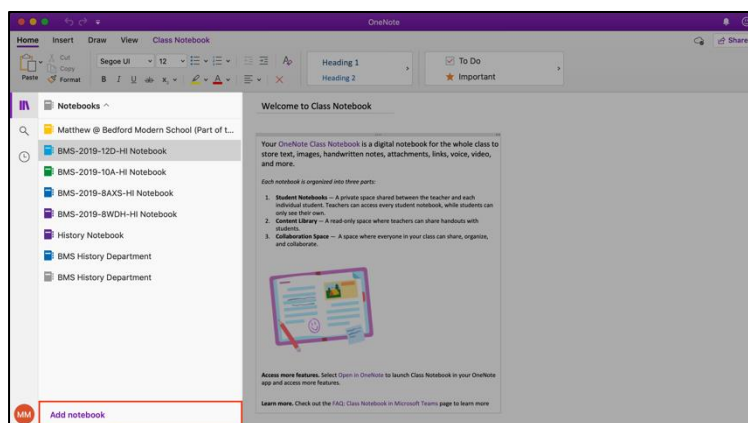 OneNote
Home Insert Draw View Class Notebook
Share
Paste
Cut
Copy
Format
Segoe UI
12
B I U ab x
A
Heading 1
Heading 2
To Do
Important
Notebooks
Matthew @ Bedford Modern School (Part of t...
BMS-2019-12D-HI Notebook
BMS-2019-10A-HI Notebook
BMS-2019-8AXS-HI Notebook
BMS-2019-8WDH-HI Notebook
History Notebook
BMS History Department
BMS History Department
MM
Add notebook
Welcome to Class Notebook
Your OneNote Class Notebook is a digital notebook for the whole class to
store text, images, handwritten notes, attachments, links, voice, video,
and more.
Each notebook is organized into three parts:
1. Student Notebooks — A private space shared between the teacher and each
individual student. Teachers can access every student notebook, while students can
only see their own.
2. Content Library — A read-only space where teachers can share handouts with
students.
3. Collaboration Space — A space where everyone in your class can share, organize,
and collaborate.
Access more features. Select Open in OneNote to launch Class Notebook in your OneNote
app and access more features.
Learn more. Check out the FAQ: Class Notebook in Microsoft Teams page to learn more